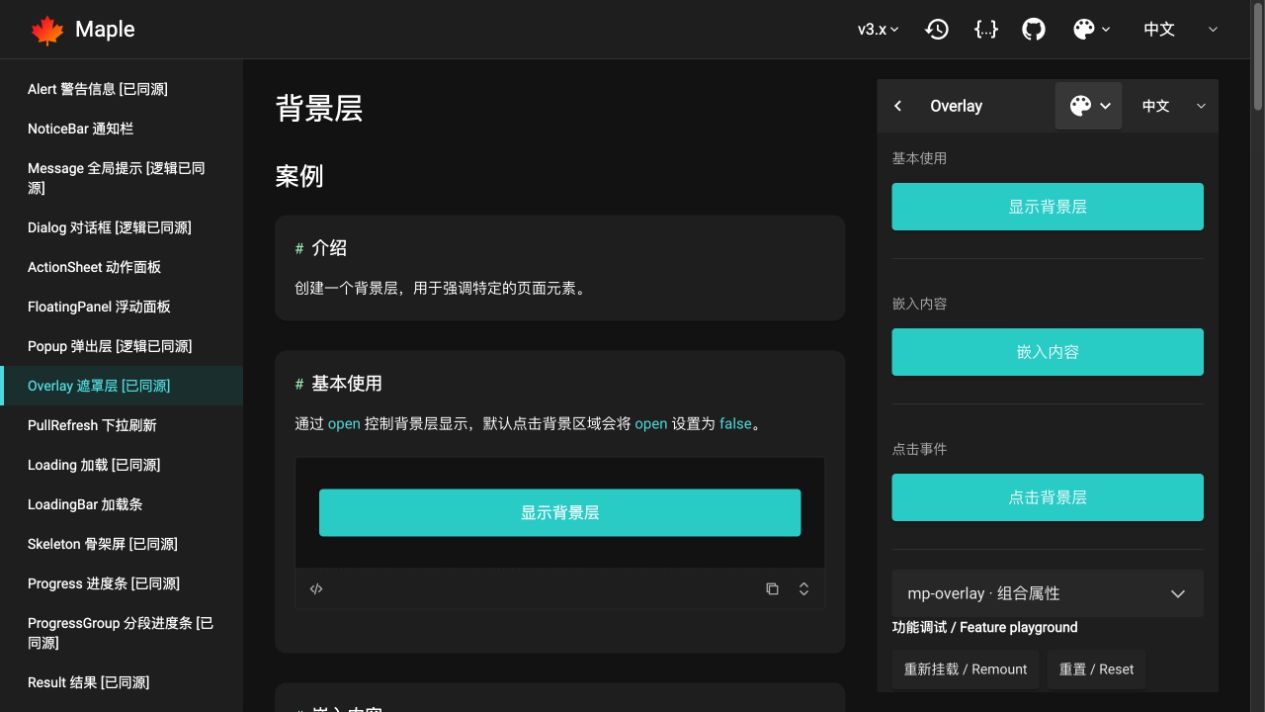 Maple
v3.x
中文
Alert 警告信息 [已同源]
NoticeBar 通知栏
Message 全局提示 [逻辑已同
源]
Dialog 对话框 [逻辑已同源]
ActionSheet 动作面板
FloatingPanel 浮动面板
Popup 弹出层 [逻辑已同源]
Overlay 遮罩层 [已同源]
PullRefresh 下拉刷新
Loading 加载 [已同源]
LoadingBar 加载条
Skeleton 骨架屏 [已同源]
Progress 进度条 [已同源]
ProgressGroup 分段进度条 [已
同源]
Result 结果 [已同源]
背景层
案例
# 介绍
创建一个背景层，用于强调特定的页面元素。
# 基本使用
通过 open 控制背景层显示，默认点击背景区域会将 open 设置为 false。
显示背景层
# 嵌入内容
Overlay
中文
基本使用
显示背景层
嵌入内容
嵌入内容
点击事件
点击背景层
mp-overlay · 组合属性
功能调试 / Feature playground
重新挂载 / Remount
重置 / Reset